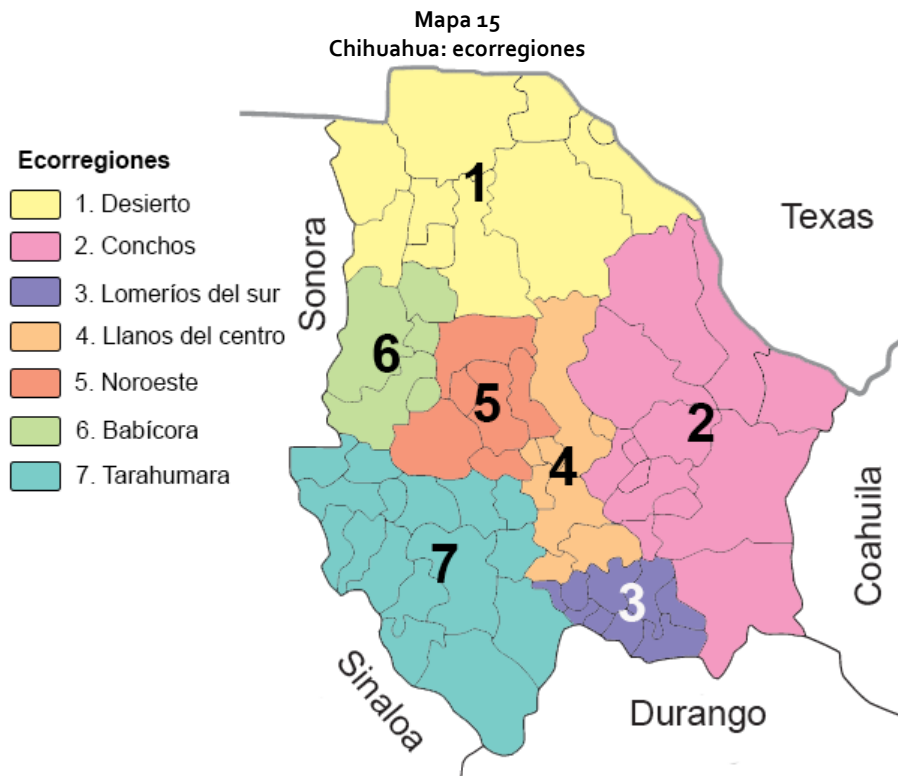 Mapa 15
Chihuahua: ecorregiones
Ecorregiones
1. Desierto
2. Conchos
3. Lomeríos del sur
4. Llanos del centro
5. Noroeste
6. Babícora
7. Tarahumara
1
Texas
Sonora
6
5
2
4
Coahuila
7
3
Sinaloa
Durango